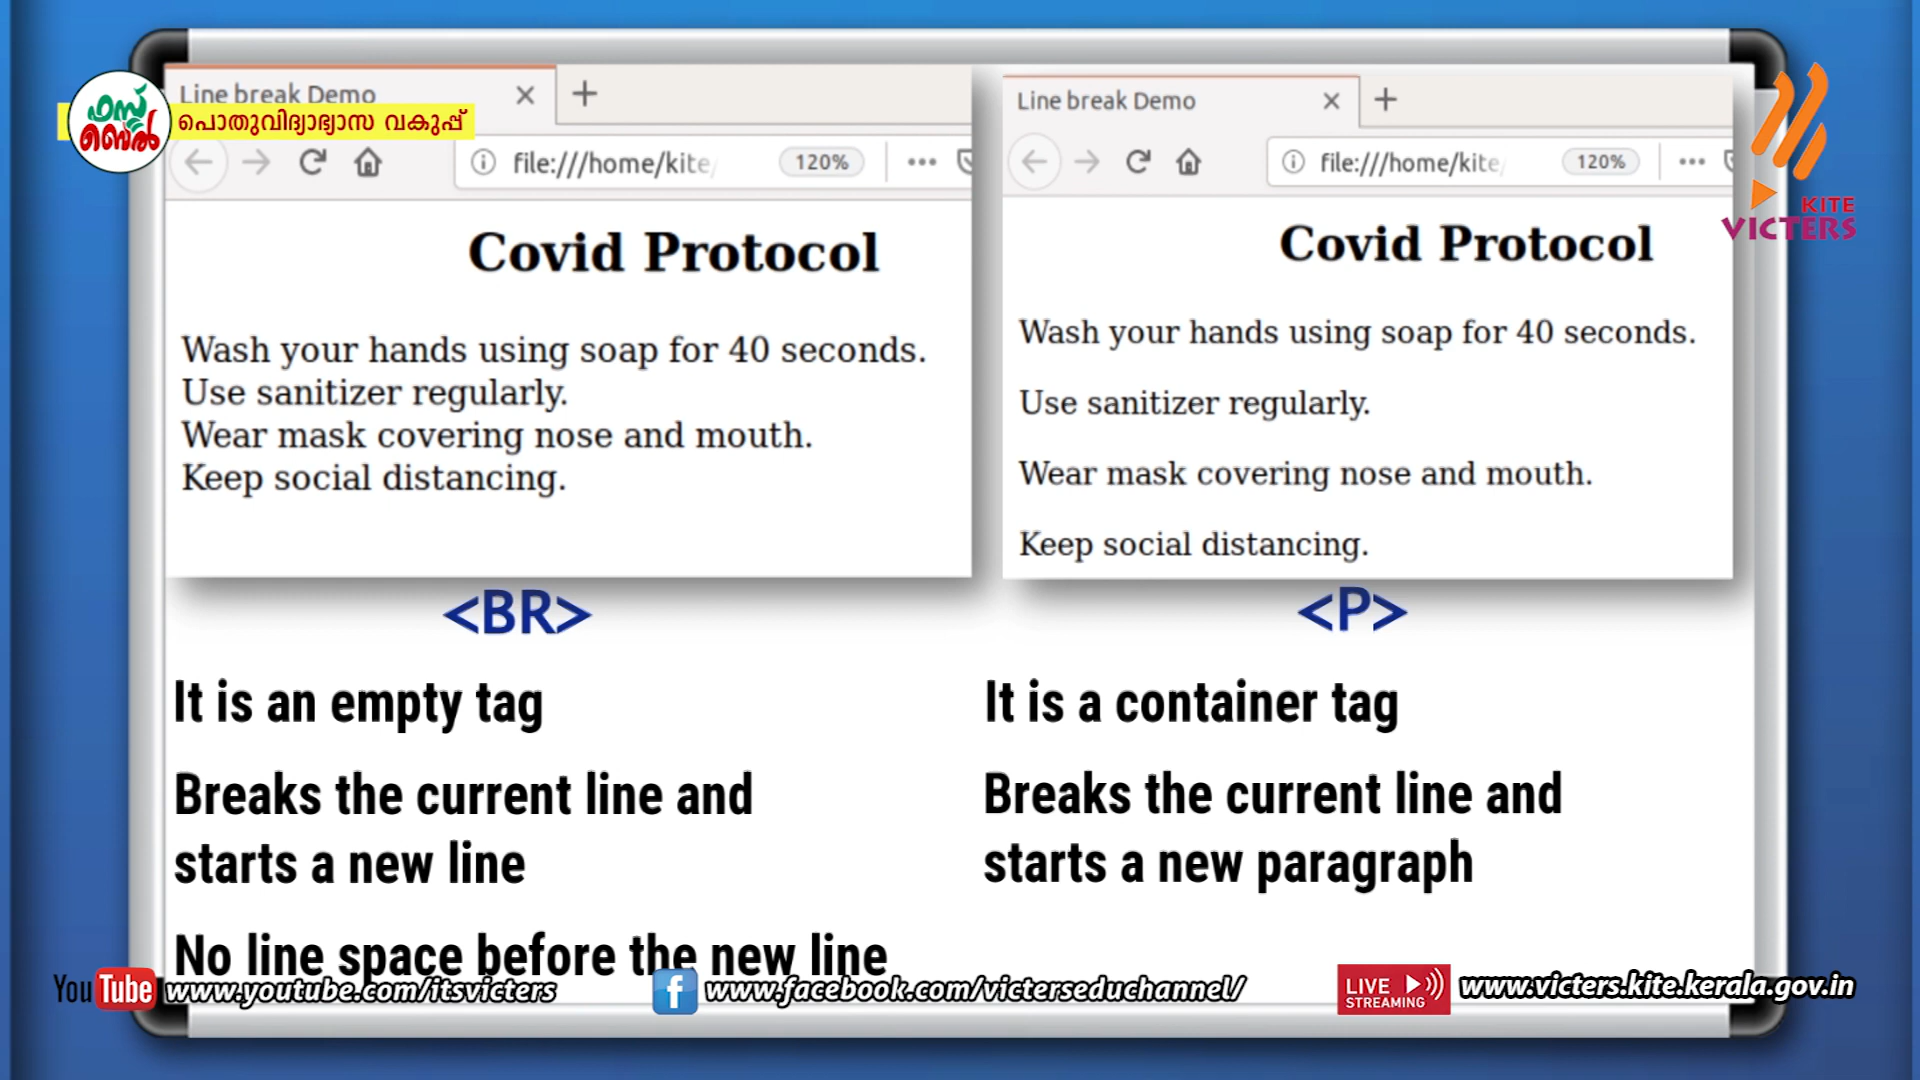 Line break Demo
ഫസ്റ്റ്
ബെൽ
പൊതുവിദ്യാഭ്യാസ വകുപ്പ്
file:///home/kite/
120%
Covid Protocol
Wash your hands using soap for 40 seconds.
Use sanitizer regularly.
Wear mask covering nose and mouth.
Keep social distancing.
<BR>
It is an empty tag
Breaks the current line and
starts a new line
No line space before the new line
Line break Demo
file:///home/kite/
120%
KITE
VICTERS
Covid Protocol
Wash your hands using soap for 40 seconds.
Use sanitizer regularly.
Wear mask covering nose and mouth.
Keep social distancing.
<P>
It is a container tag
Breaks the current line and
starts a new paragraph
YouTube www.youtube.com/itsvicters
f www.facebook.com/victerseduchannel/
LIVE STREAMING www.victers.kite.kerala.gov.in